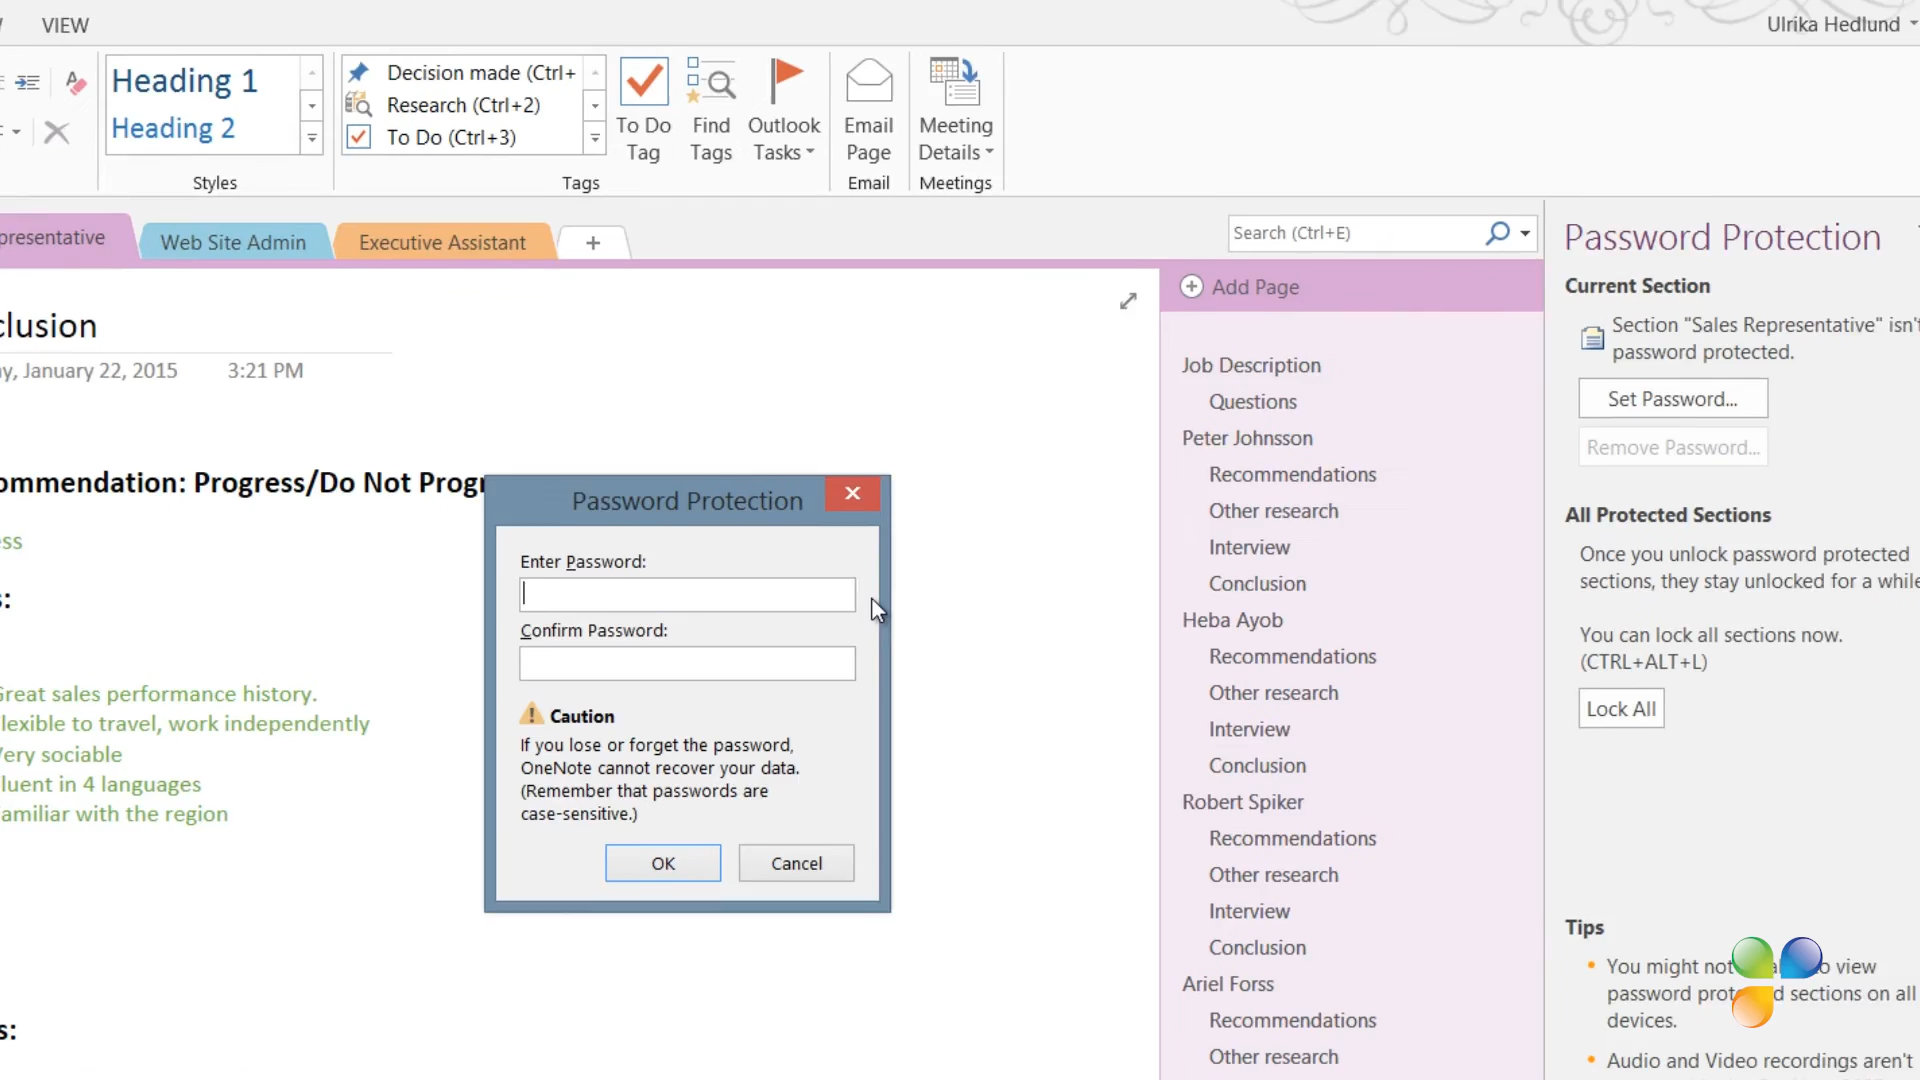 VIEW
Ulrika Hedlund
Heading 1
Heading 2
Styles
Decision made (Ctrl+
Research (Ctrl+2)
To Do (Ctrl+3)
Tags
To Do
Tag
Find
Tags
Outlook
Tasks
Email
Page
Email
Meeting
Details
Meetings
presentative
Web Site Admin
Executive Assistant
+
Search (Ctrl+E)
clusion
y, January 22, 2015 3:21 PM
ommendation: Progress/Do Not Progr
ess
s:
Great sales performance history.
lexible to travel, work independently
Very sociable
luent in 4 languages
amiliar with the region
s:
Password Protection
Enter Password:
Confirm Password:
Caution
If you lose or forget the password,
OneNote cannot recover your data.
(Remember that passwords are
case-sensitive.)
OK
Cancel
Add Page
Job Description
Questions
Peter Johnsson
Recommendations
Other research
Interview
Conclusion
Heba Ayob
Recommendations
Other research
Interview
Conclusion
Robert Spiker
Recommendations
Other research
Interview
Conclusion
Ariel Forss
Recommendations
Other research
Password Protection
Current Section
Section "Sales Representative" isn't
password protected.
Set Password...
Remove Password...
All Protected Sections
Once you unlock password protected
sections, they stay unlocked for a while
You can lock all sections now.
(CTRL+ALT+L)
Lock All
Tips
You might not view
password sections on all
devices.
Audio and Video recordings aren't